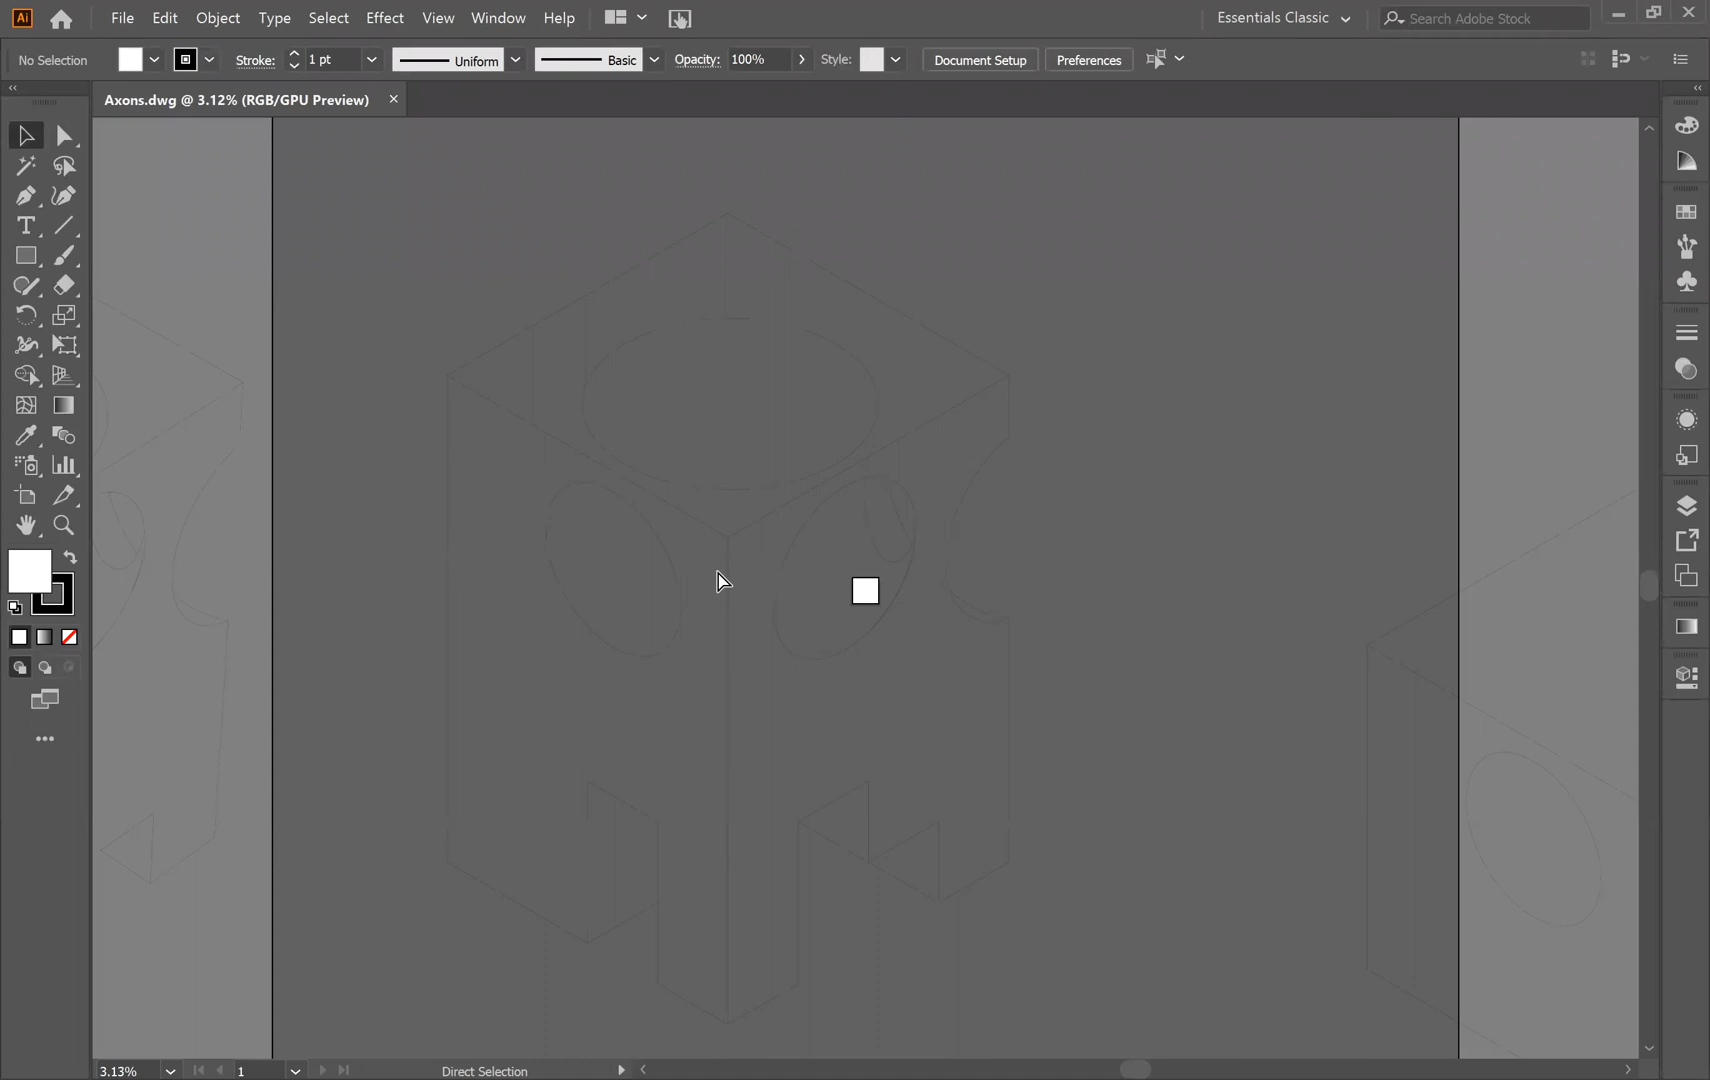 Ai File Edit Object Type Select Effect View Window Help Essentials Classic Search Adobe Stock
No Selection Stroke: 1 pt Uniform Basic Opacity: 100% Style: Document Setup Preferences
Axons.dwg @ 3.12% (RGB/GPU Preview)
3.13% 1 Direct Selection